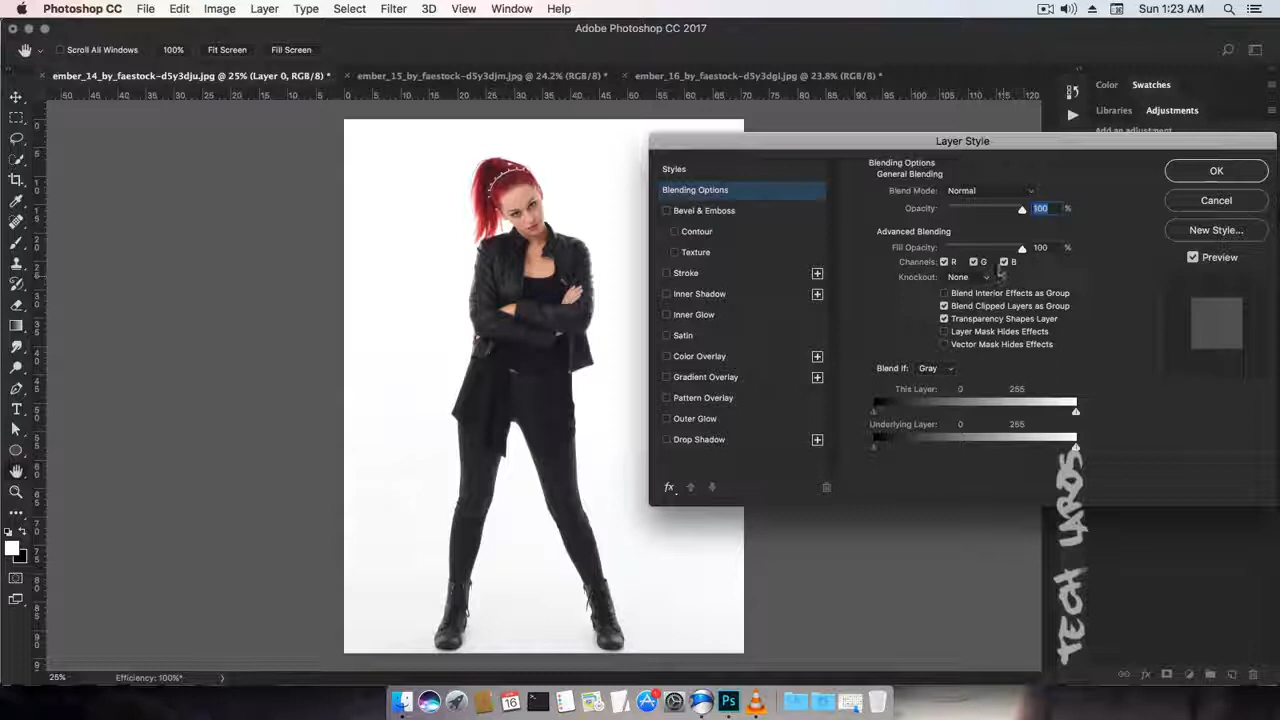 Photoshop CC File Edit Image Layer Type Select Filter 3D View Window Help Sun 1:23 AM
Adobe Photoshop CC 2017
Scroll All Windows 100% Fit Screen Fill Screen
ember_14_by_faestock-d5y3dju.jpg @ 25% (Layer 0, RGB/8) * ember_15_by_faestock-d5y3djm.jpg @ 24.2% (RGB/8) * ember_16_by_faestock-d5y3dgi.jpg @ 23.8% (RGB/8) *
Color Swatches
Libraries Adjustments
Add an adjustment
Layer Style
Styles
Blending Options
Bevel & Emboss
Contour
Texture
Stroke
Inner Shadow
Inner Glow
Satin
Color Overlay
Gradient Overlay
Pattern Overlay
Outer Glow
Drop Shadow
fx
Blending Options
General Blending
Blend Mode: Normal
Opacity: 100 %
Advanced Blending
Fill Opacity: 100 %
Channels: R G B
Knockout: None
Blend Interior Effects as Group
Blend Clipped Layers as Group
Transparency Shapes Layer
Layer Mask Hides Effects
Vector Mask Hides Effects
Blend If: Gray
This Layer: 0 255
Underlying Layer: 0 255
OK
Cancel
New Style...
Preview
TECH LARDS
25% Efficiency: 100%*
16
Ps